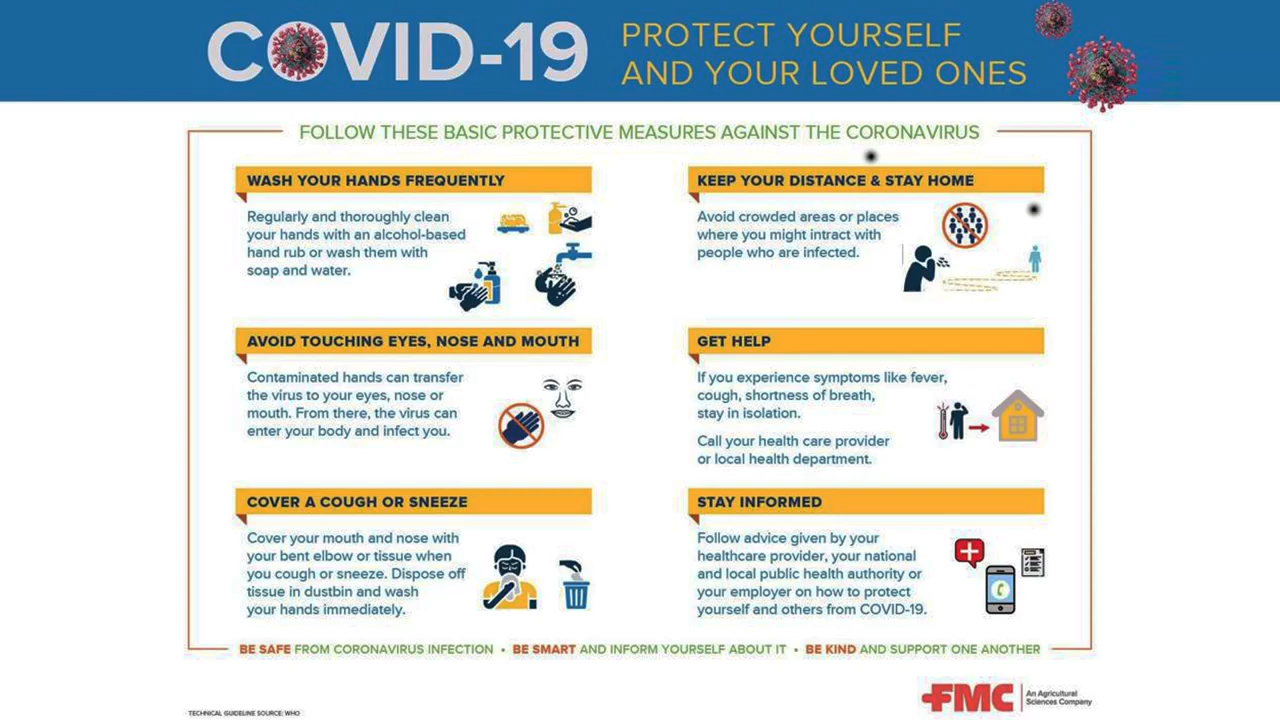 COVID-19
PROTECT YOURSELF
AND YOUR LOVED ONES
FOLLOW THESE BASIC PROTECTIVE MEASURES AGAINST THE CORONAVIRUS
WASH YOUR HANDS FREQUENTLY
Regularly and thoroughly clean
your hands with an alcohol-based
hand rub or wash them with
soap and water.
KEEP YOUR DISTANCE & STAY HOME
Avoid crowded areas or places
where you might intract with
people who are infected.
AVOID TOUCHING EYES, NOSE AND MOUTH
Contaminated hands can transfer
the virus to your eyes, nose or
mouth. From there, the virus can
enter your body and infect you.
GET HELP
If you experience symptoms like fever,
cough, shortness of breath,
stay in isolation.
Call your health care provider
or local health department.
COVER A COUGH OR SNEEZE
Cover your mouth and nose with
your bent elbow or tissue when
you cough or sneeze. Dispose off
tissue in dustbin and wash
your hands immediately.
STAY INFORMED
Follow advice given by your
healthcare provider, your national
and local public health authority or
your employer on how to protect
yourself and others from COVID-19.
BE SAFE FROM CORONAVIRUS INFECTION • BE SMART AND INFORM YOURSELF ABOUT IT • BE KIND AND SUPPORT ONE ANOTHER
FMC
An Agricultural
Sciences Company
TECHNICAL GUIDELINE SOURCE: WHO